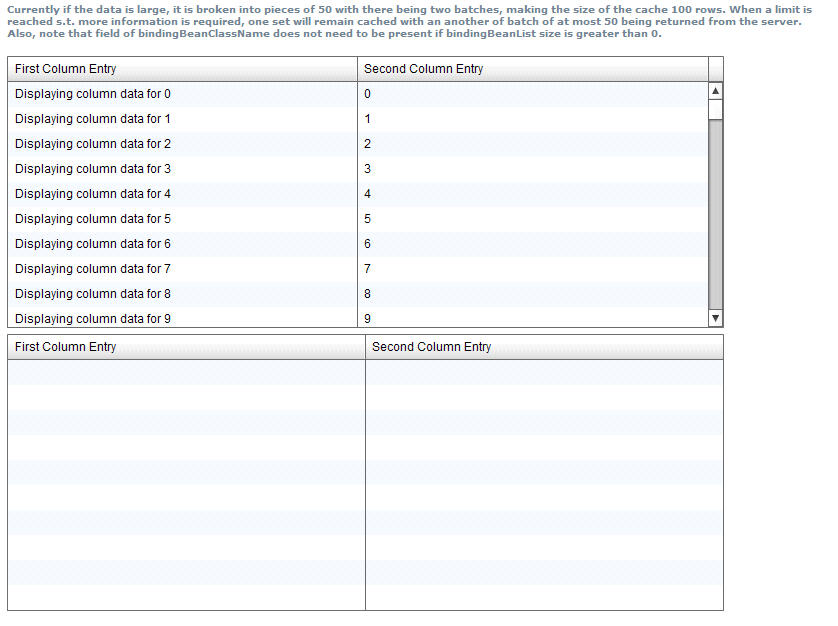 Currently if the data is large, it is broken into pieces of 50 with there being two batches, making the size of the cache 100 rows. When a limit is
reached s.t. more information is required, one set will remain cached with an another of batch of at most 50 being returned from the server.
Also, note that field of bindingBeanClassName does not need to be present if bindingBeanList size is greater than 0.
First Column Entry Second Column Entry
Displaying column data for 0 0
Displaying column data for 1 1
Displaying column data for 2 2
Displaying column data for 3 3
Displaying column data for 4 4
Displaying column data for 5 5
Displaying column data for 6 6
Displaying column data for 7 7
Displaying column data for 8 8
Displaying column data for 9 9
First Column Entry Second Column Entry